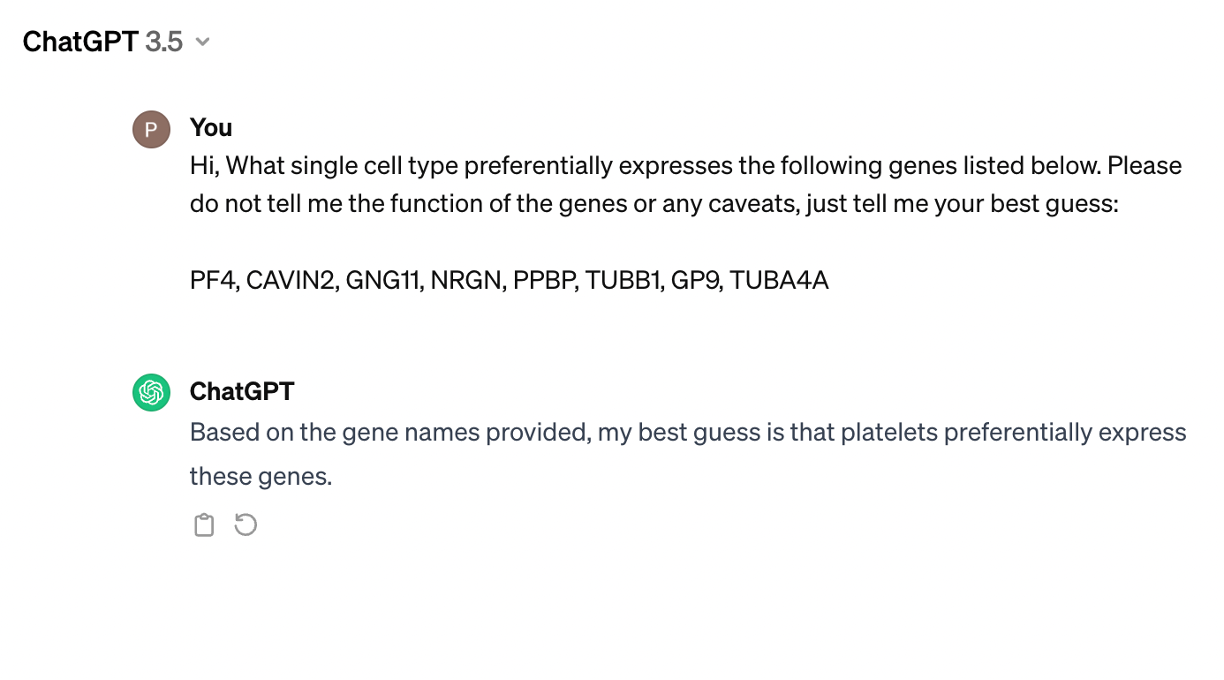 ChatGPT 3.5
P
You
Hi, What single cell type preferentially expresses the following genes listed below. Please
do not tell me the function of the genes or any caveats, just tell me your best guess:
PF4, CAVIN2, GNG11, NRGN, PPBP, TUBB1, GP9, TUBA4A
ChatGPT
Based on the gene names provided, my best guess is that platelets preferentially express
these genes.